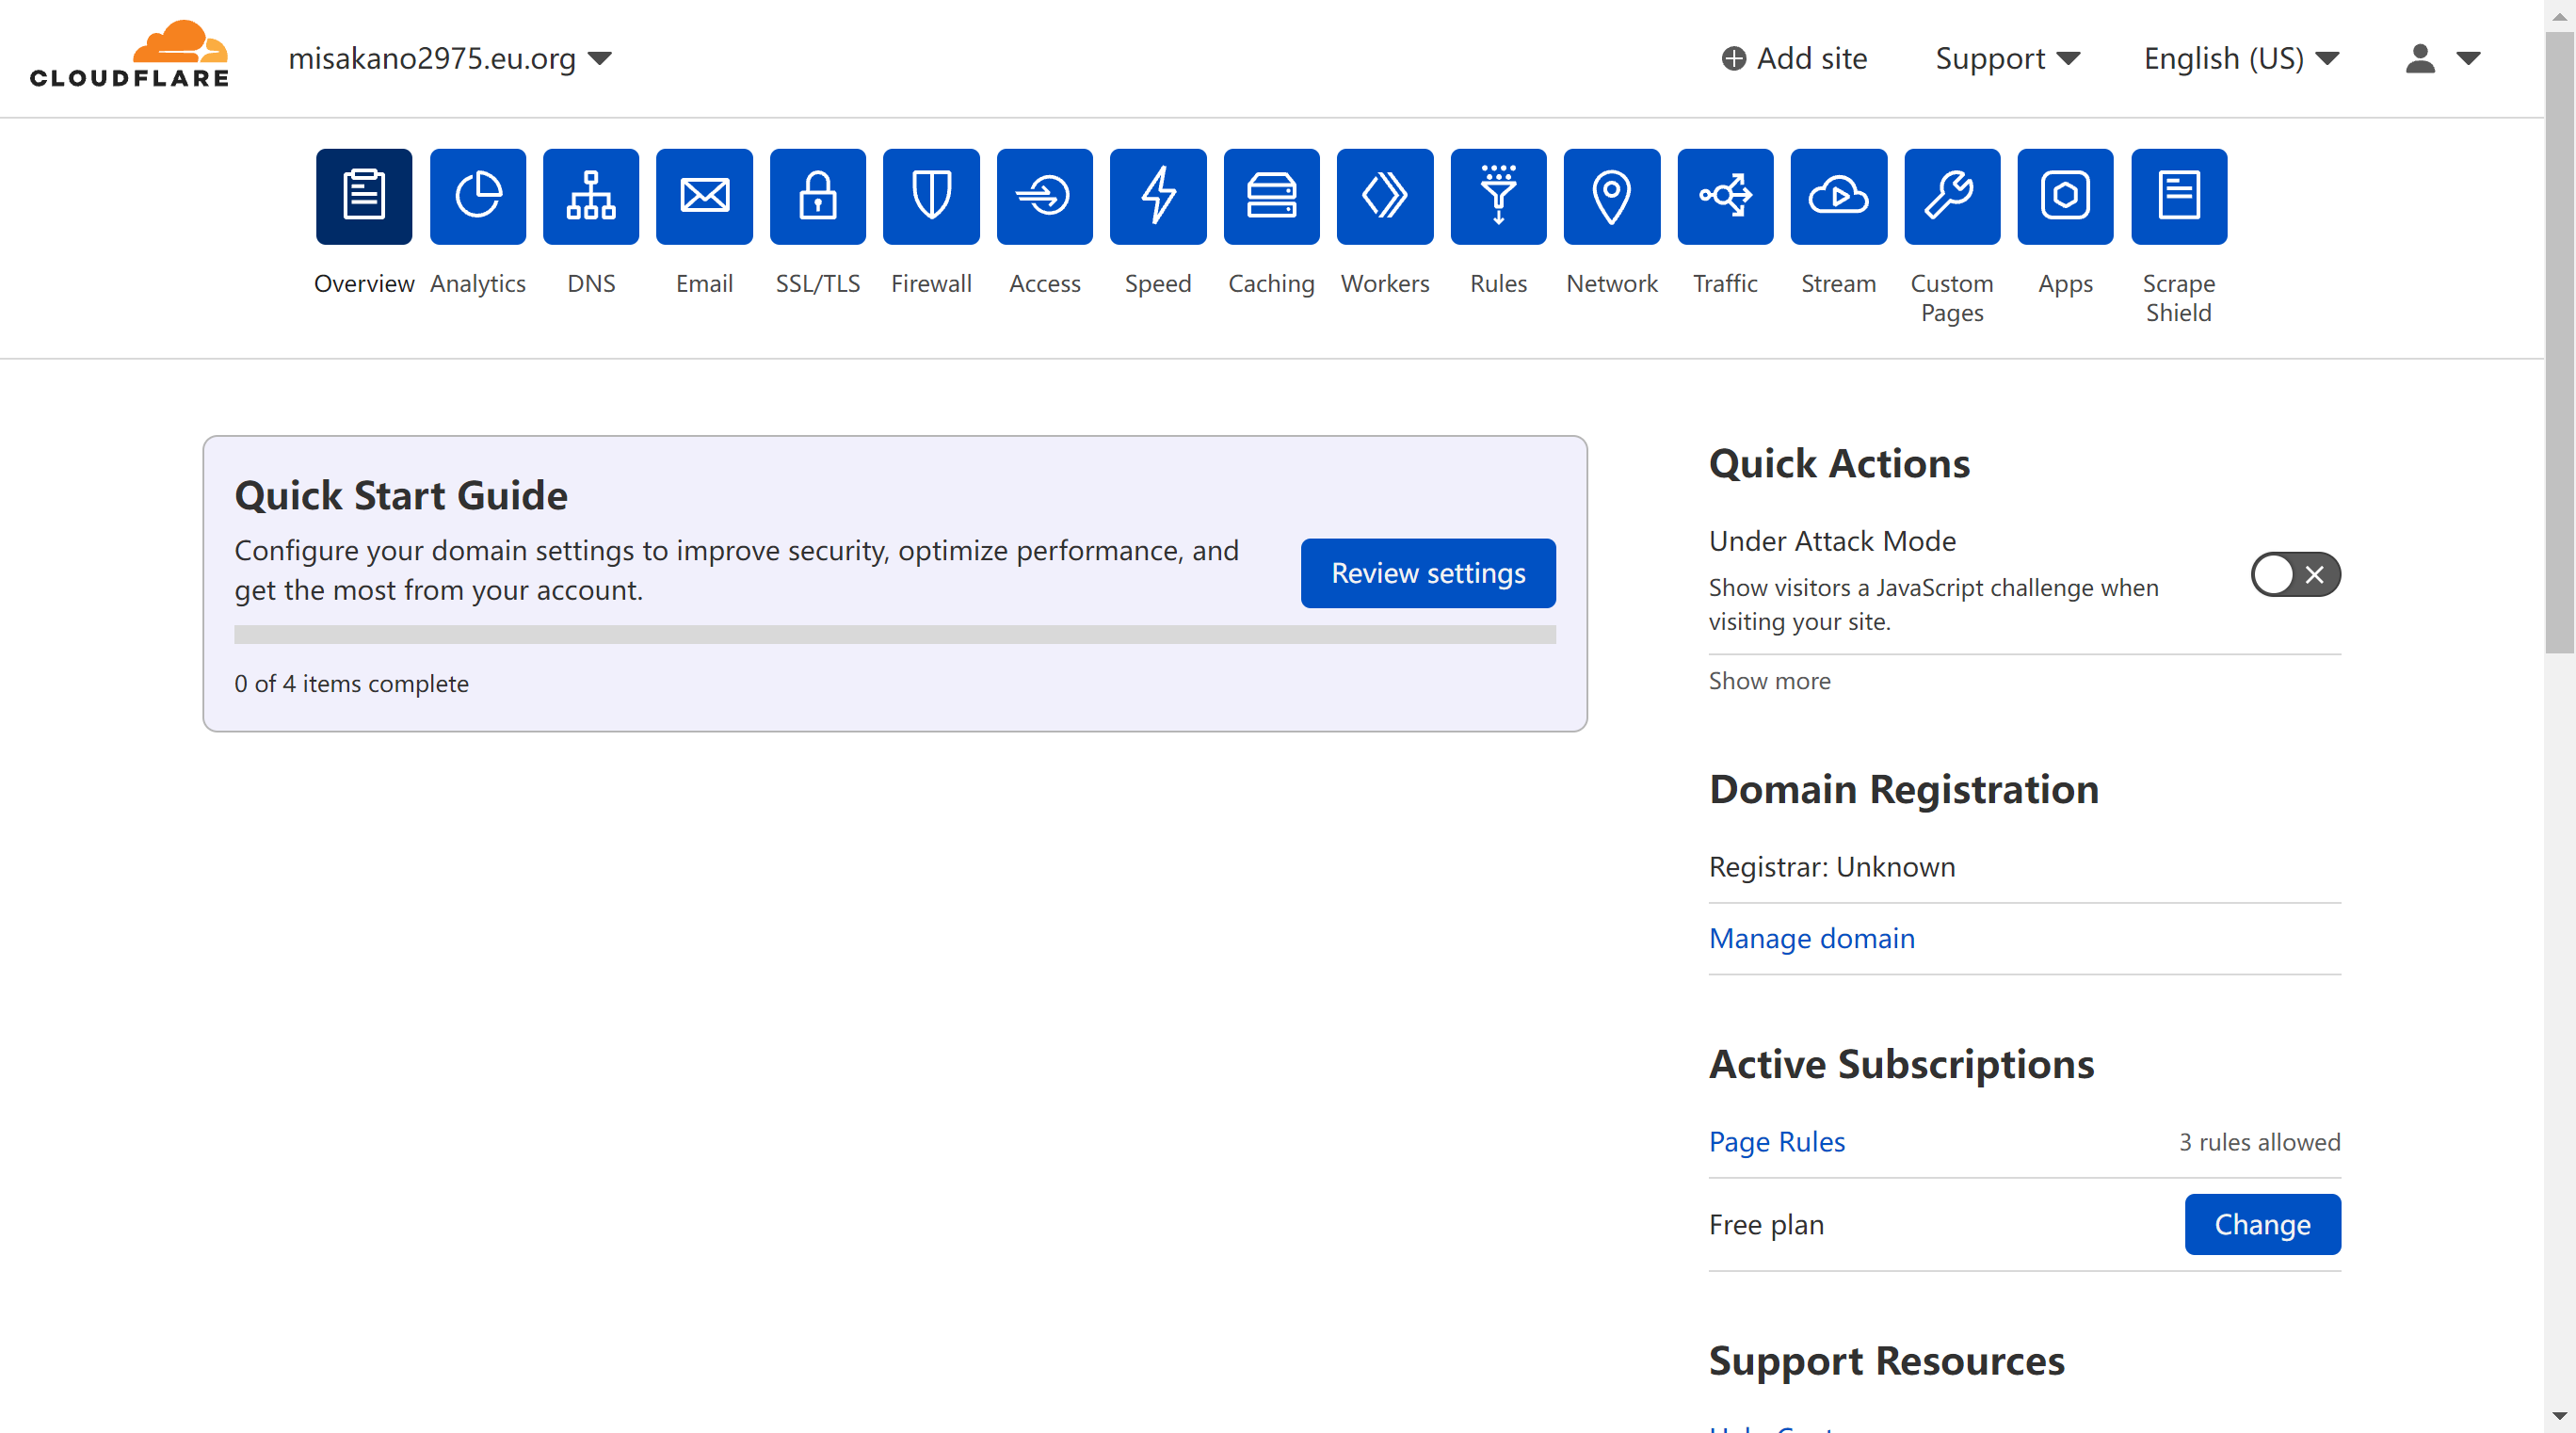 CLOUDFLARE
misakano2975.eu.org
Add site
Support
English (US)
Overview
Analytics
DNS
Email
SSL/TLS
Firewall
Access
Speed
Caching
Workers
Rules
Network
Traffic
Stream
Custom
Pages
Apps
Scrape
Shield
Quick Start Guide
Configure your domain settings to improve security, optimize performance, and
get the most from your account.
Review settings
0 of 4 items complete
Quick Actions
Under Attack Mode
Show visitors a JavaScript challenge when
visiting your site.
Show more
Domain Registration
Registrar: Unknown
Manage domain
Active Subscriptions
Page Rules
3 rules allowed
Free plan
Change
Support Resources